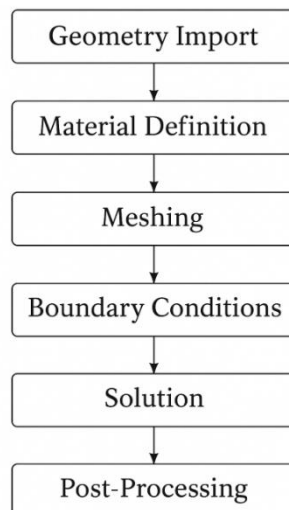 Geometry Import
Material Definition
Meshing
Boundary Conditions
Solution
Post-Processing